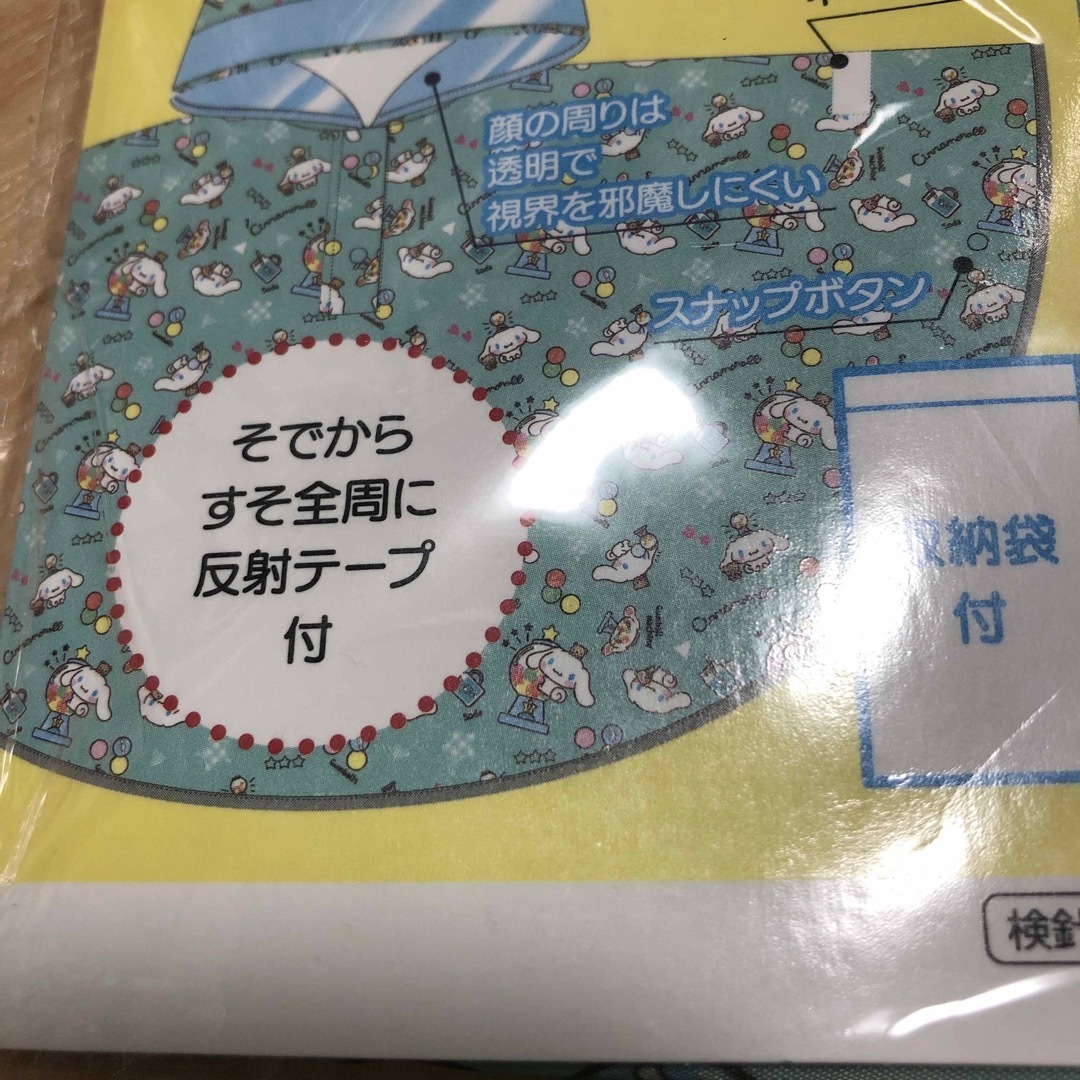 顔の周りは
透明で
視界を邪魔しにくい
スナップボタン
そでから
すそ全周に
反射テープ
付
収納袋
付
検針
Cinnamoroll